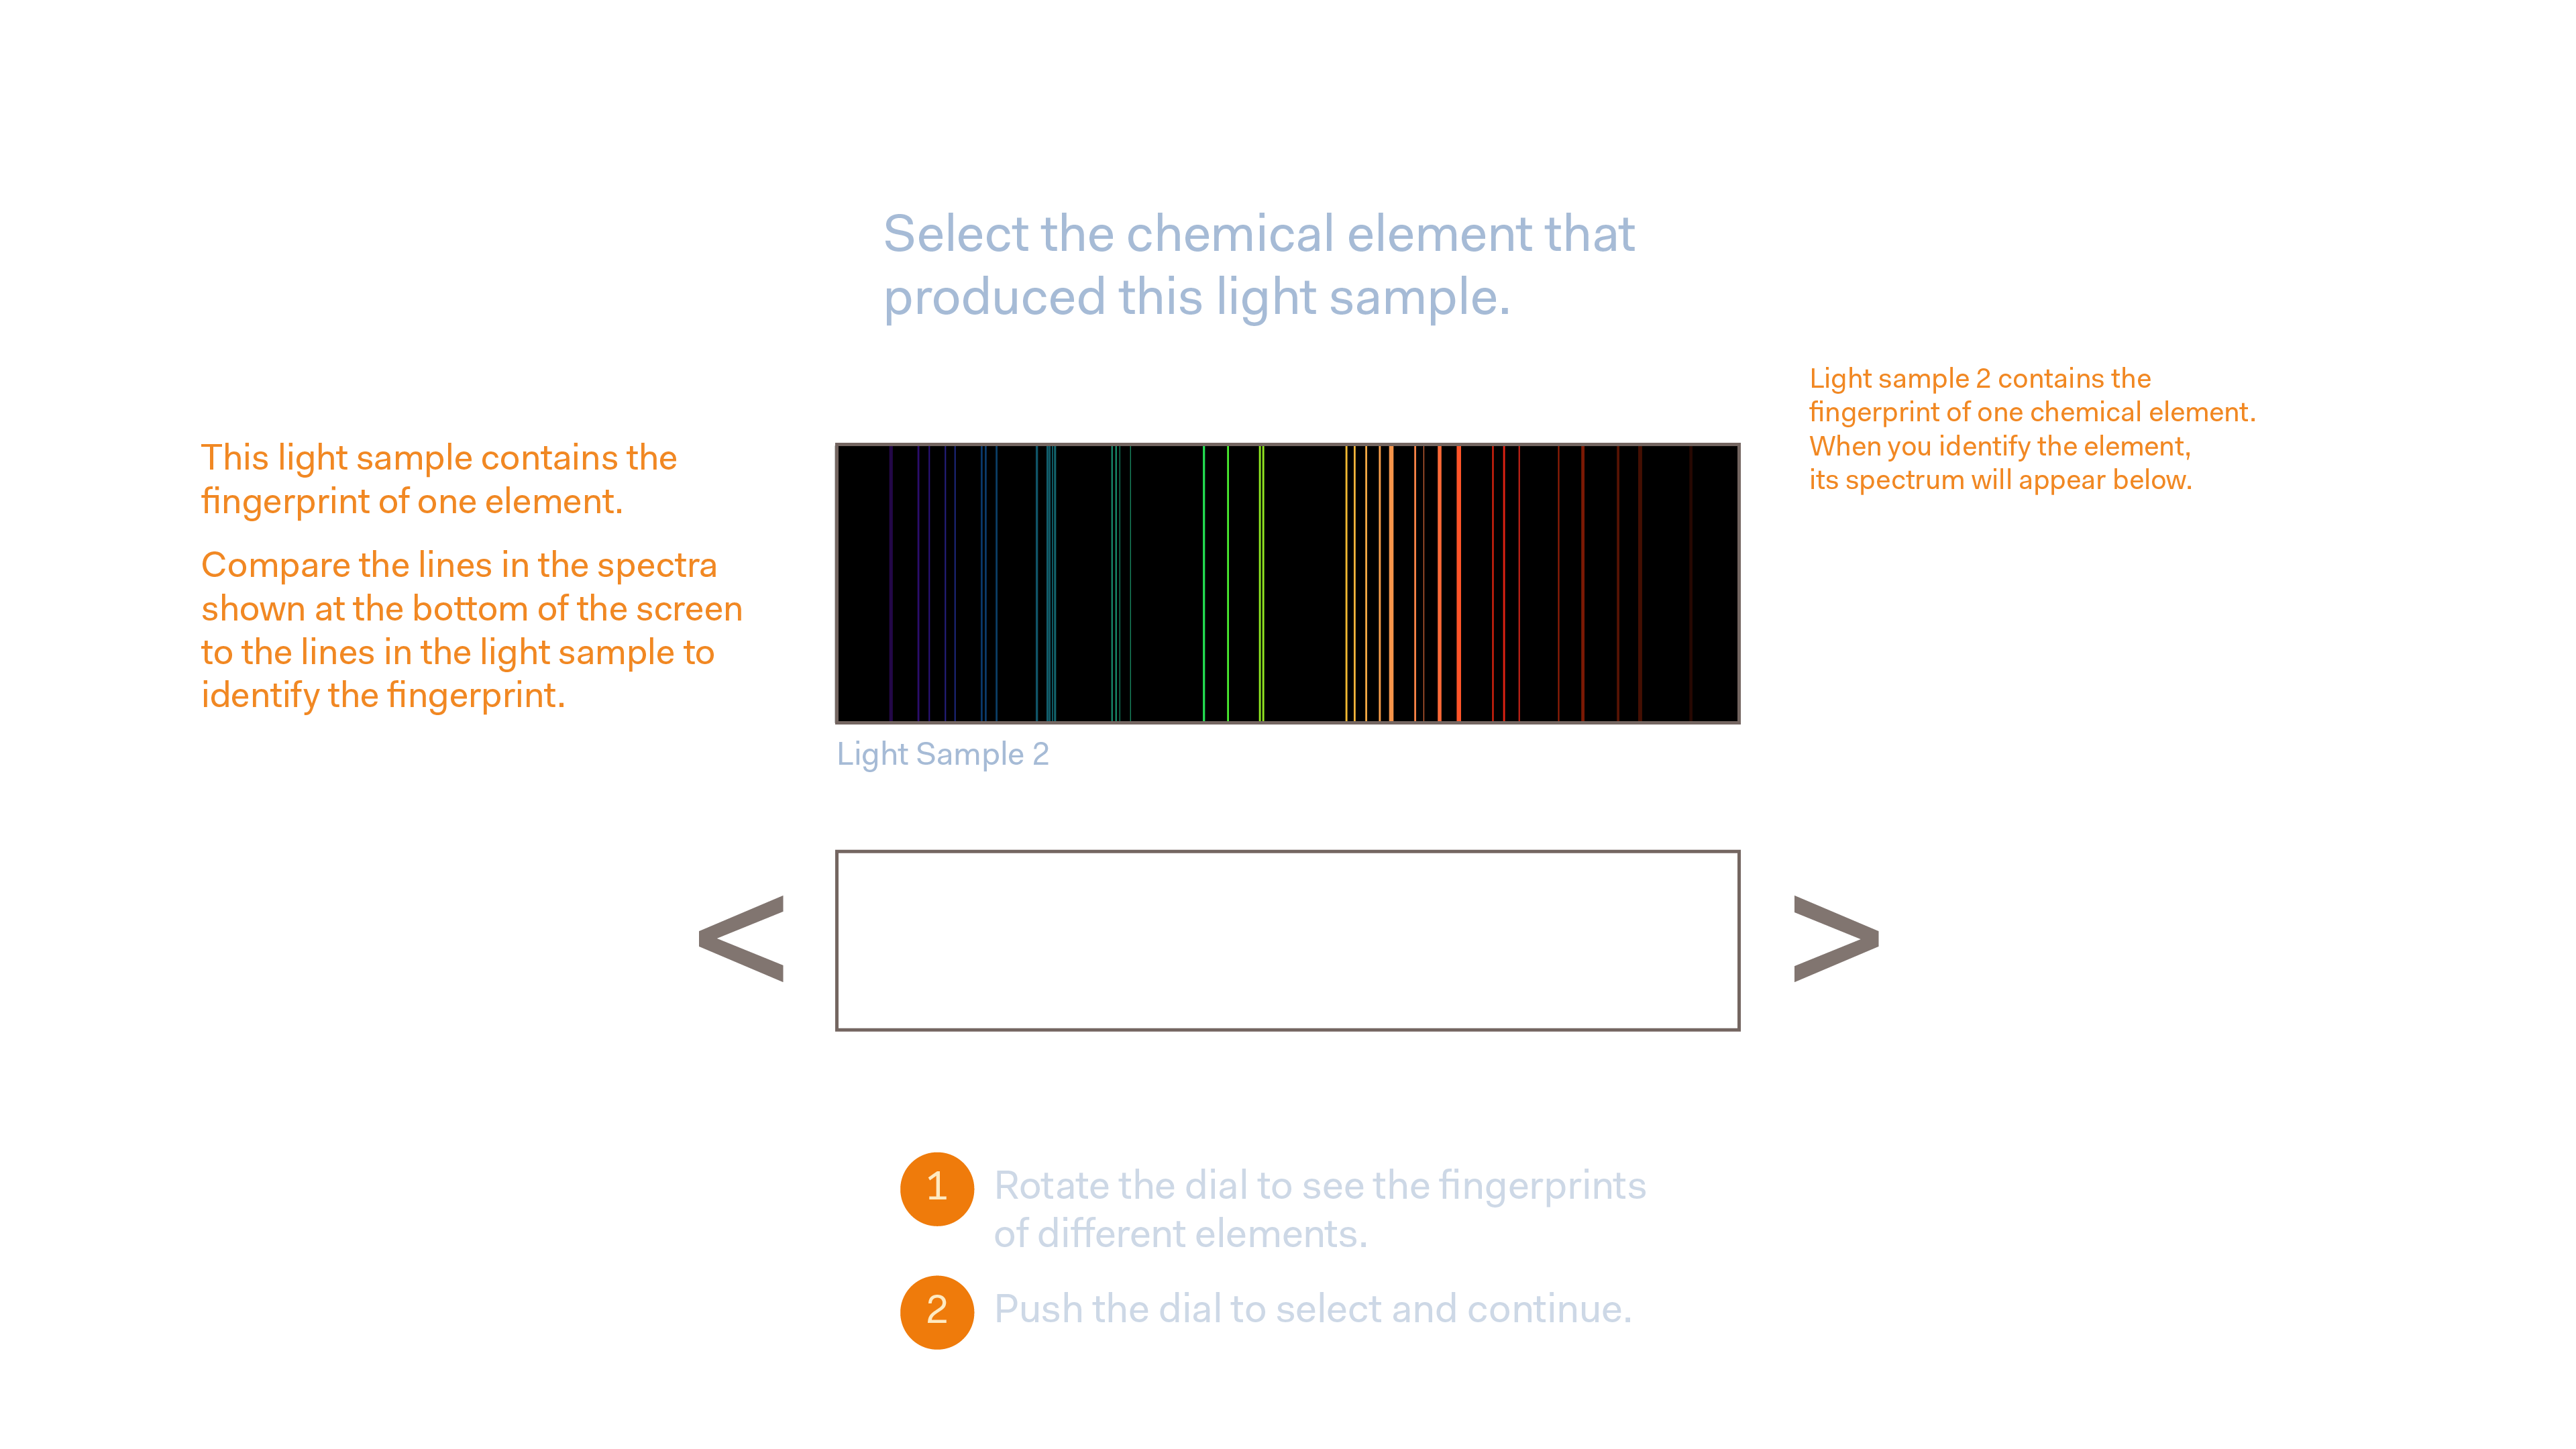 Select the chemical element that
produced this light sample.
This light sample contains the
fingerprint of one element.
Compare the lines in the spectra
shown at the bottom of the screen
to the lines in the light sample to
identify the fingerprint.
Light sample 2 contains the
fingerprint of one chemical element.
When you identify the element,
its spectrum will appear below.
Light Sample 2
<
>
1 Rotate the dial to see the fingerprints
of different elements.
2 Push the dial to select and continue.